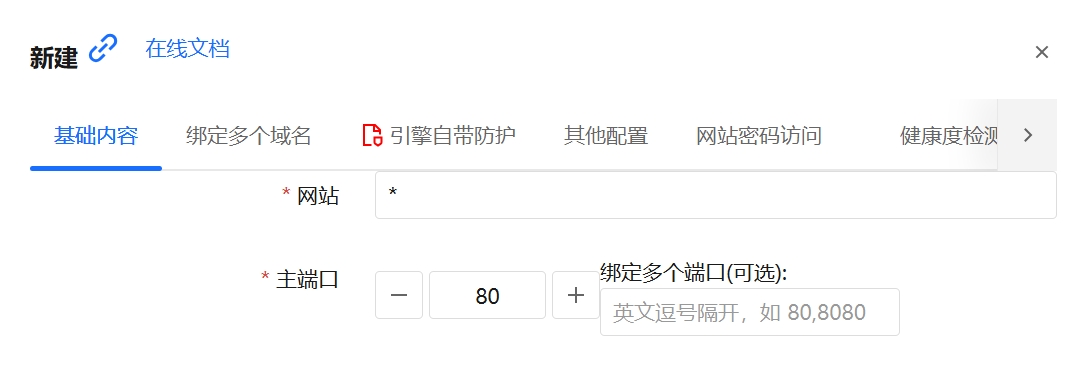 新建 在线文档
基础内容 绑定多个域名 引擎自带防护 其他配置 网站密码访问 健康度检测
* 网站 *
* 主端口 80 绑定多个端口(可选):
英文逗号隔开，如 80,8080